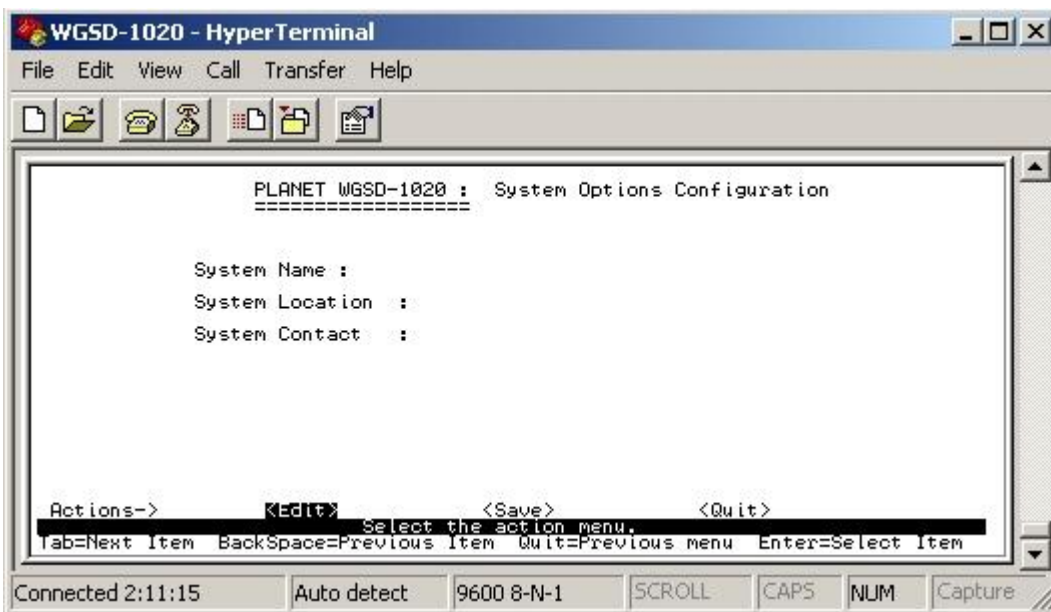 WGSD-1020 - HyperTerminal
File Edit View Call Transfer Help
PLANET WGSD-1020 : System Options Configuration
==================
System Name :
System Location :
System Contact :
Actions-> <Edit> <Save> <Quit>
Select the action menu.
Tab=Next Item BackSpace=Previous Item Quit=Previous menu Enter=Select Item
Connected 2:11:15 Auto detect 9600 8-N-1 SCROLL CAPS NUM Capture